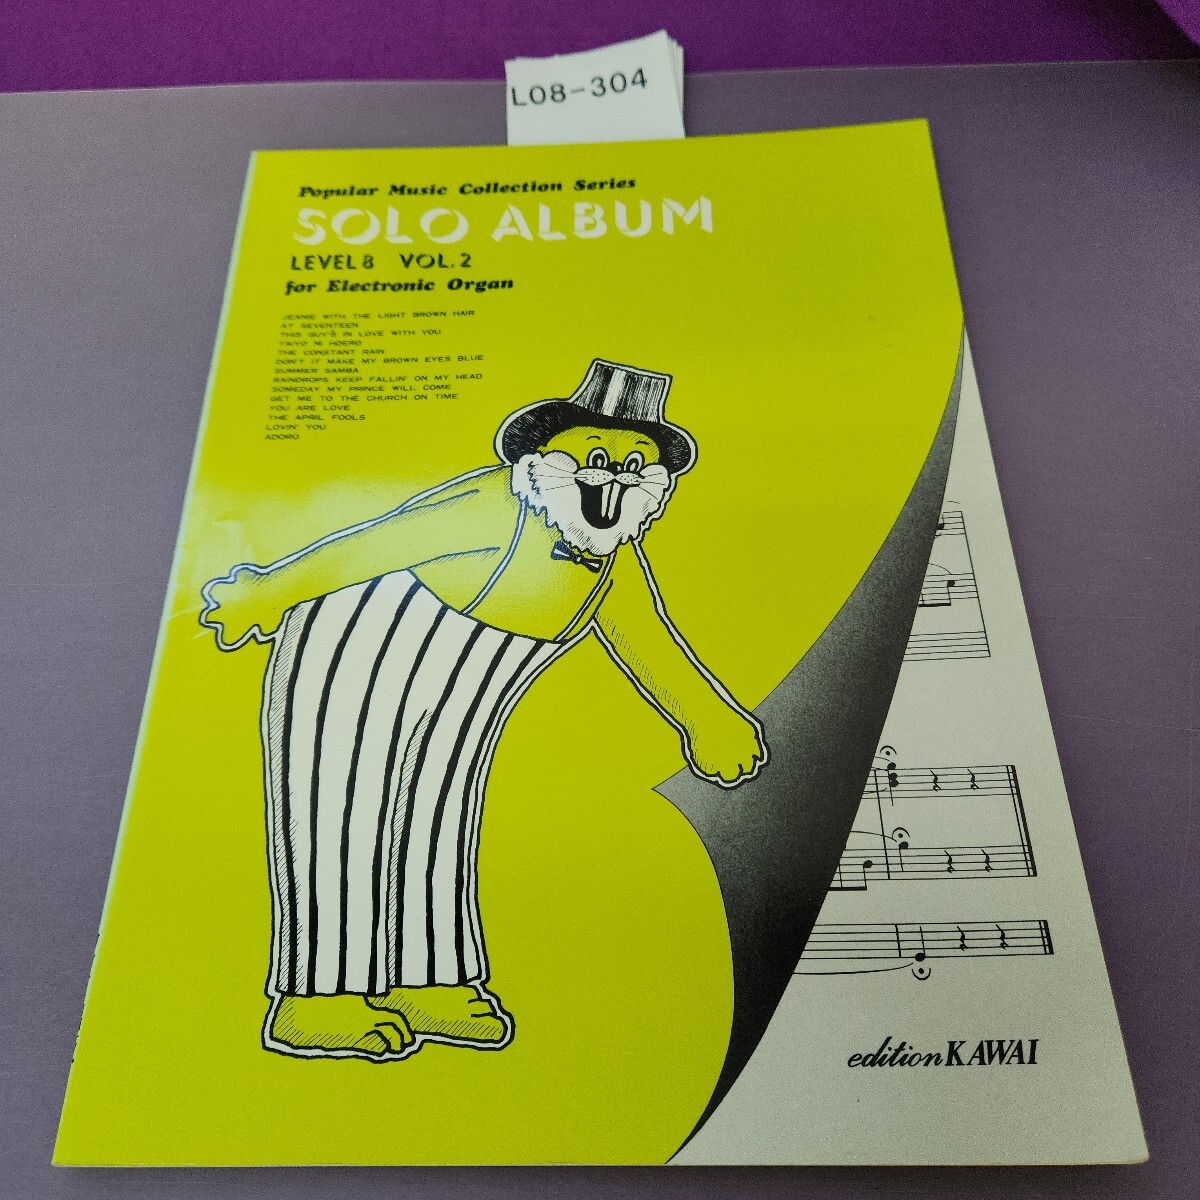 L08-304
Popular Music Collection Series
SOLO ALBUM
LEVEL 8 VOL. 2
for Electronic Organ
JEANIE WITH THE LIGHT BROWN HAIR
AT SEVENTEEN
THIS GUY'S IN LOVE WITH YOU
TAIYO NI HOERO
THE CONSTANT RAIN
DON'T IT MAKE MY BROWN EYES BLUE
SUMMER SAMBA
RAINDROPS KEEP FALLIN' ON MY HEAD
SOMEDAY MY PRINCE WILL COME
GET ME TO THE CHURCH ON TIME
YOU ARE LOVE
THE APRIL FOOLS
LOVIN' YOU
ADORO
edition KAWAI